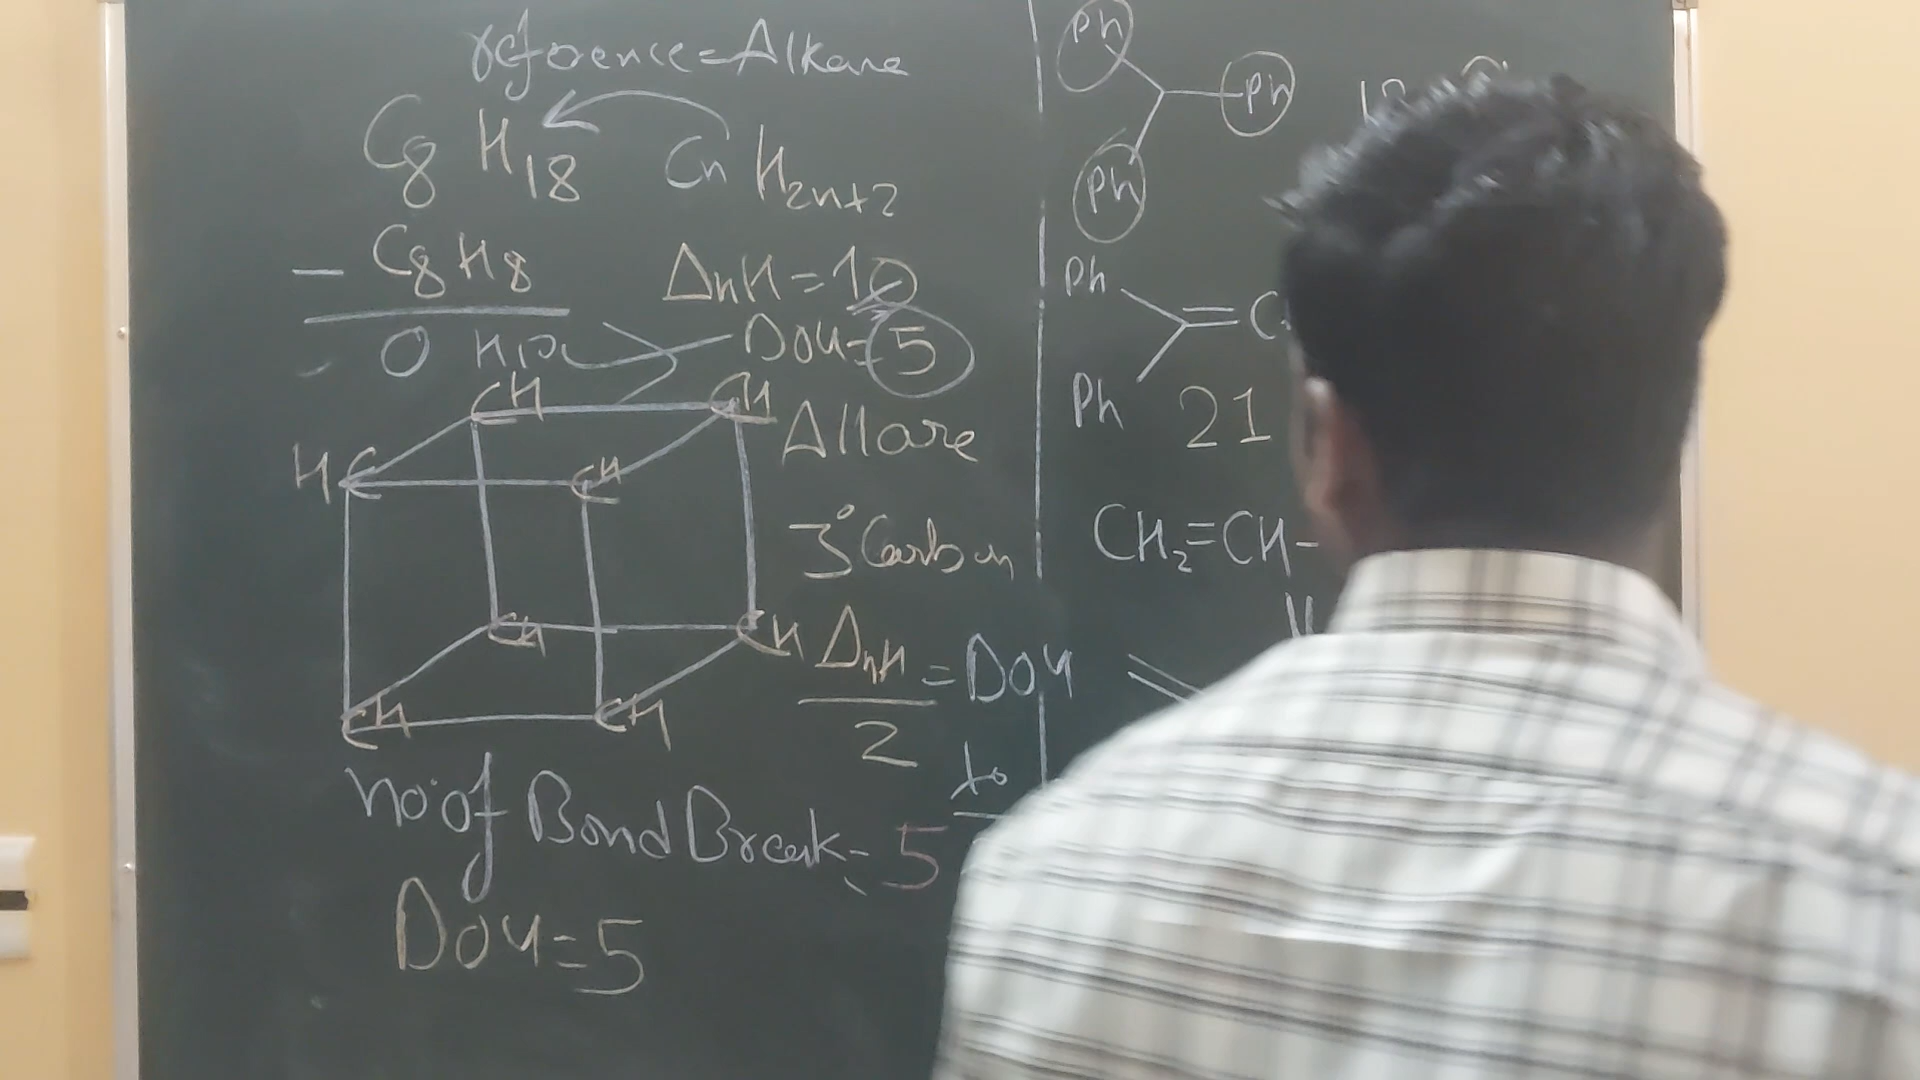 reference = Alkane
C8 H18 CnH2n+2
- C8H8 ΔnH = 10
0 H10 DOU = 5
CH CH
Alkane
H C CH
3° Carbon
CH CH
ΔnH / 2 = DOU
CH CH
no. of Bond Break = 5
DOU = 5
Ph
Ph
Ph
Ph
Ph 21
CH2=CH-